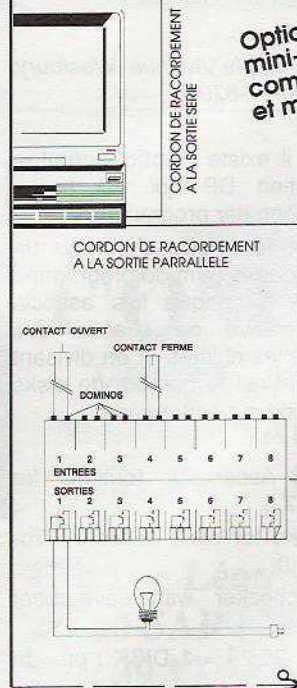 CORDON DE RACORDEMENT
A LA SORTIE SERIE
mini-
com
et m
CORDON DE RACORDEMENT
A LA SORTIE PARRALLELE
CONTACT OUVERT
CONTACT FERME
DOMINOS
1 2 3 4 5 6 7 8
ENTREES
SORTIES
1 2 3 4 5 6 7 8